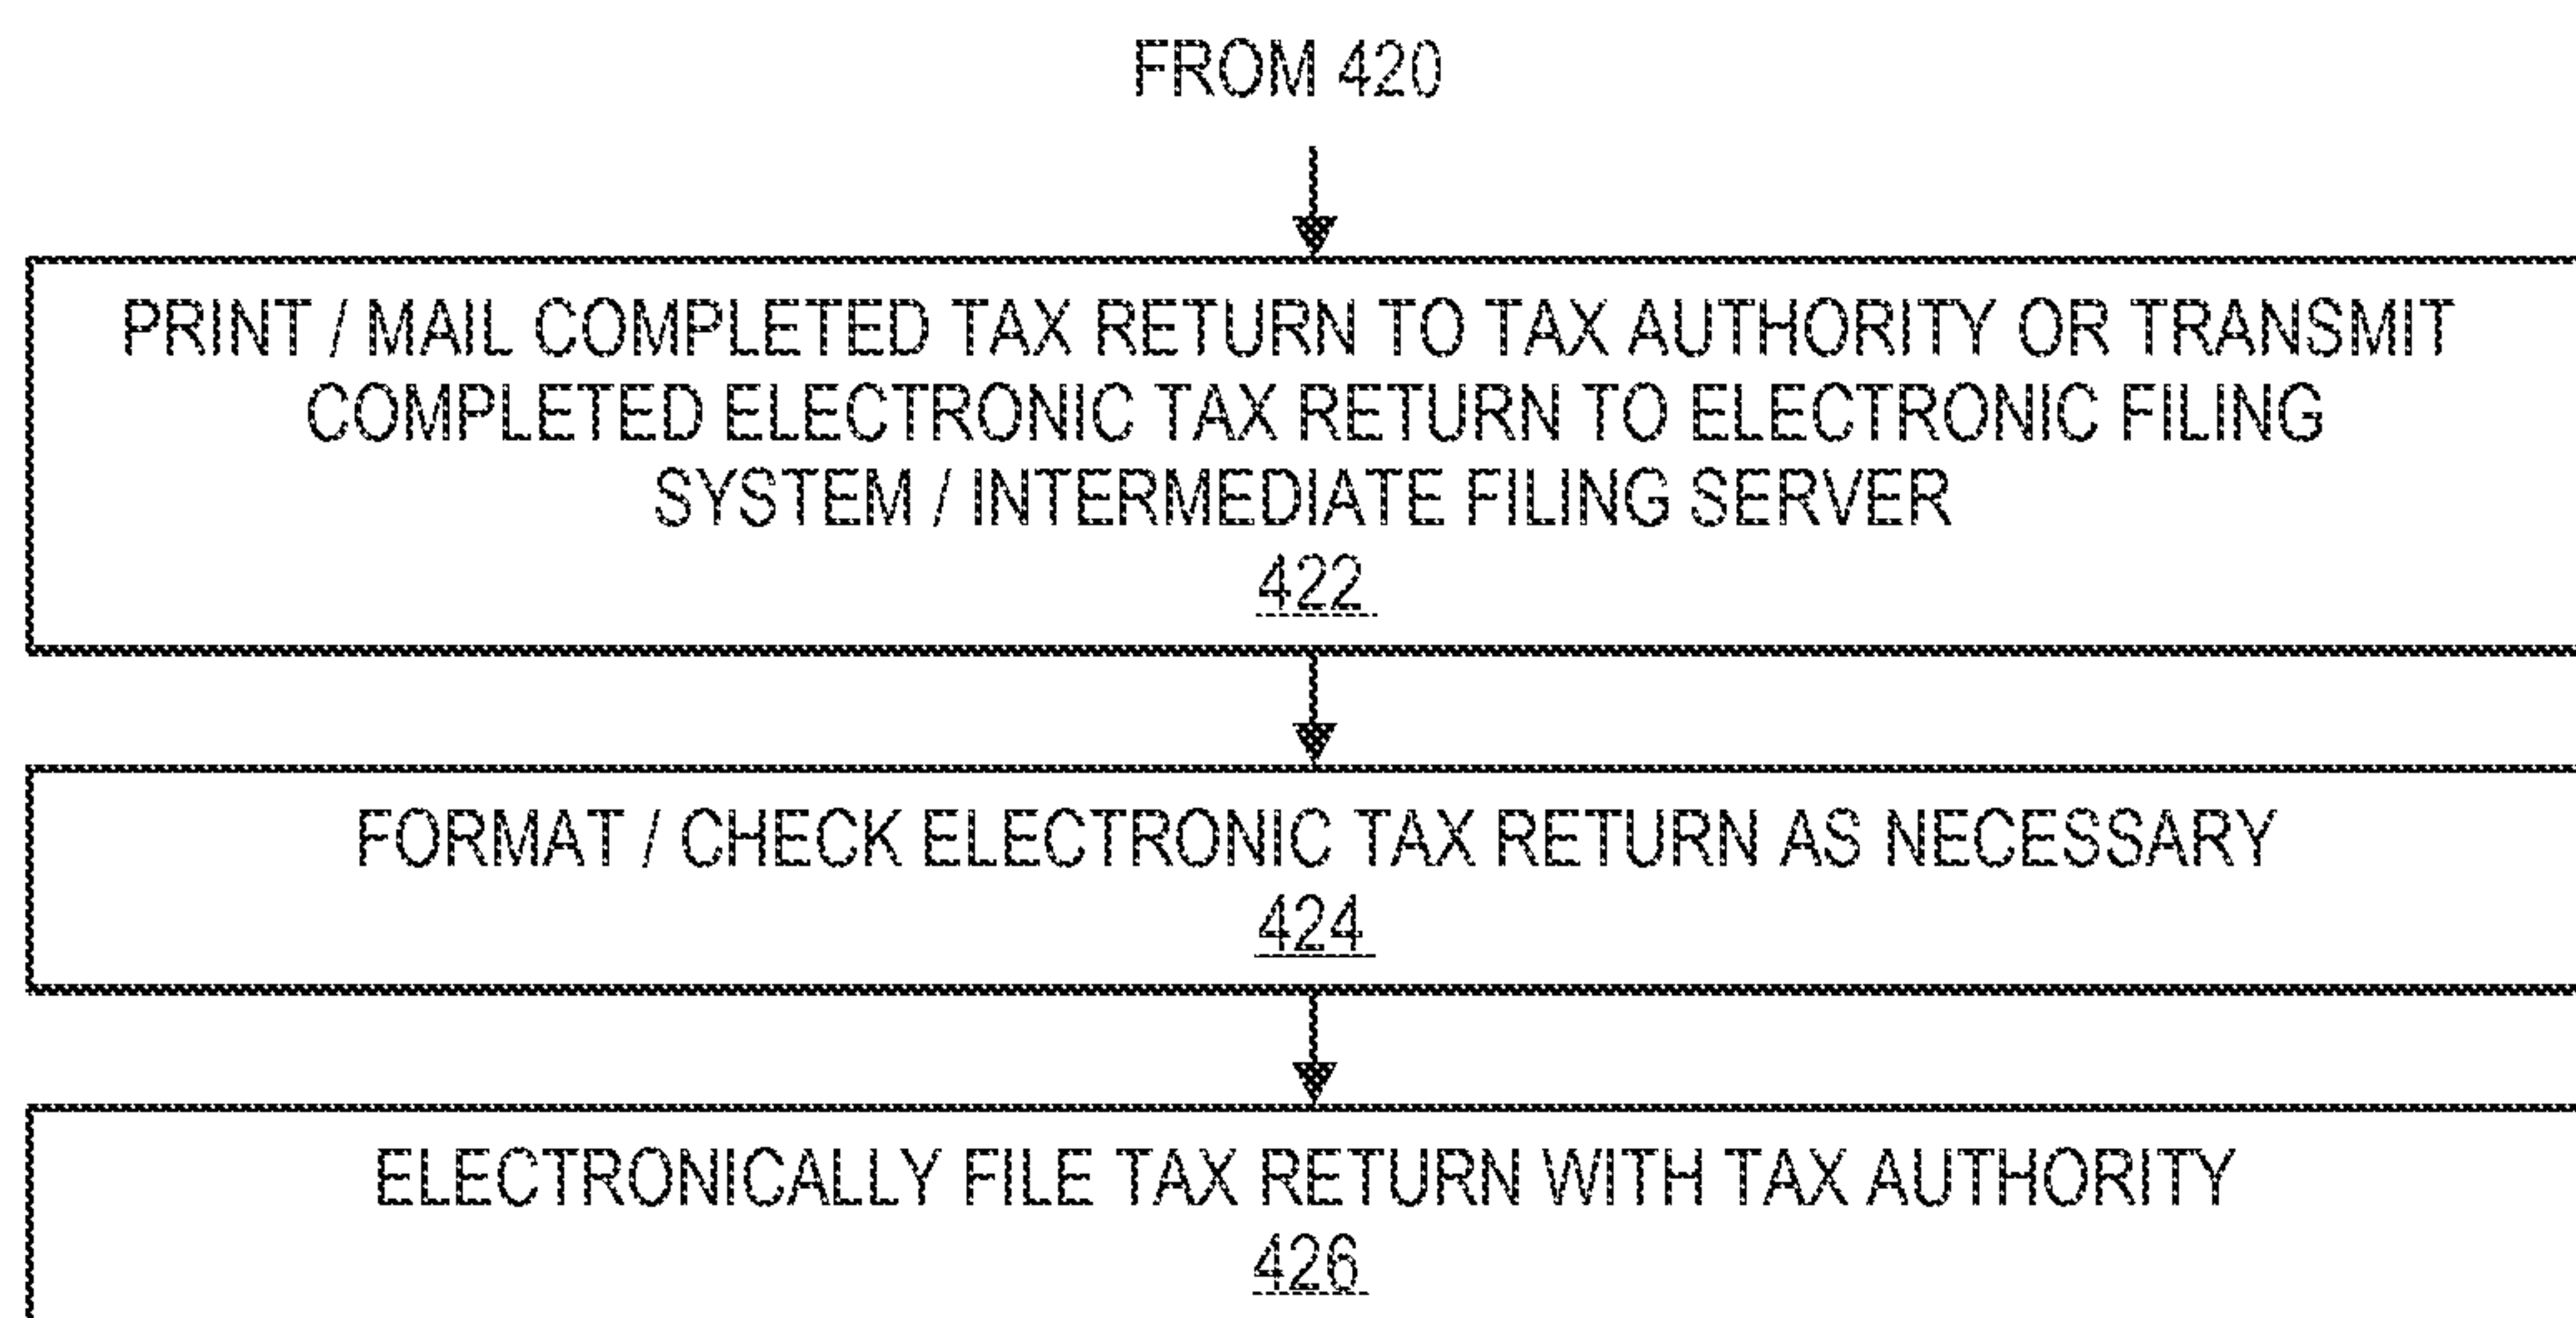 FROM 420
PRINT / MAIL COMPLETED TAX RETURN TO TAX AUTHORITY OR TRANSMIT
COMPLETED ELECTRONIC TAX RETURN TO ELECTRONIC FILING
SYSTEM / INTERMEDIATE FILING SERVER
422
FORMAT / CHECK ELECTRONIC TAX RETURN AS NECESSARY
424
ELECTRONICALLY FILE TAX RETURN WITH TAX AUTHORITY
426